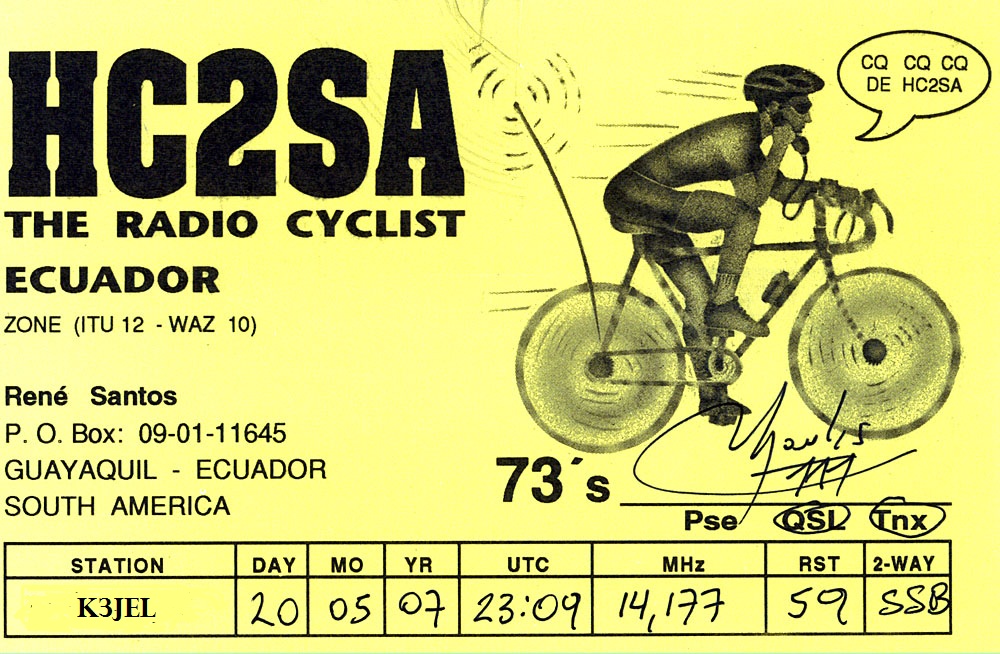 HC2SA
THE RADIO CYCLIST
ECUADOR
ZONE (ITU 12 - WAZ 10)
CQ CQ CQ
DE HC2SA
René Santos
P. O. Box: 09-01-11645
GUAYAQUIL - ECUADOR
SOUTH AMERICA
73´s
Pse QSL Tnx
STATION DAY MO YR UTC MHz RST 2-WAY
K3JEL 20 05 07 23:09 14,177 59 SSB